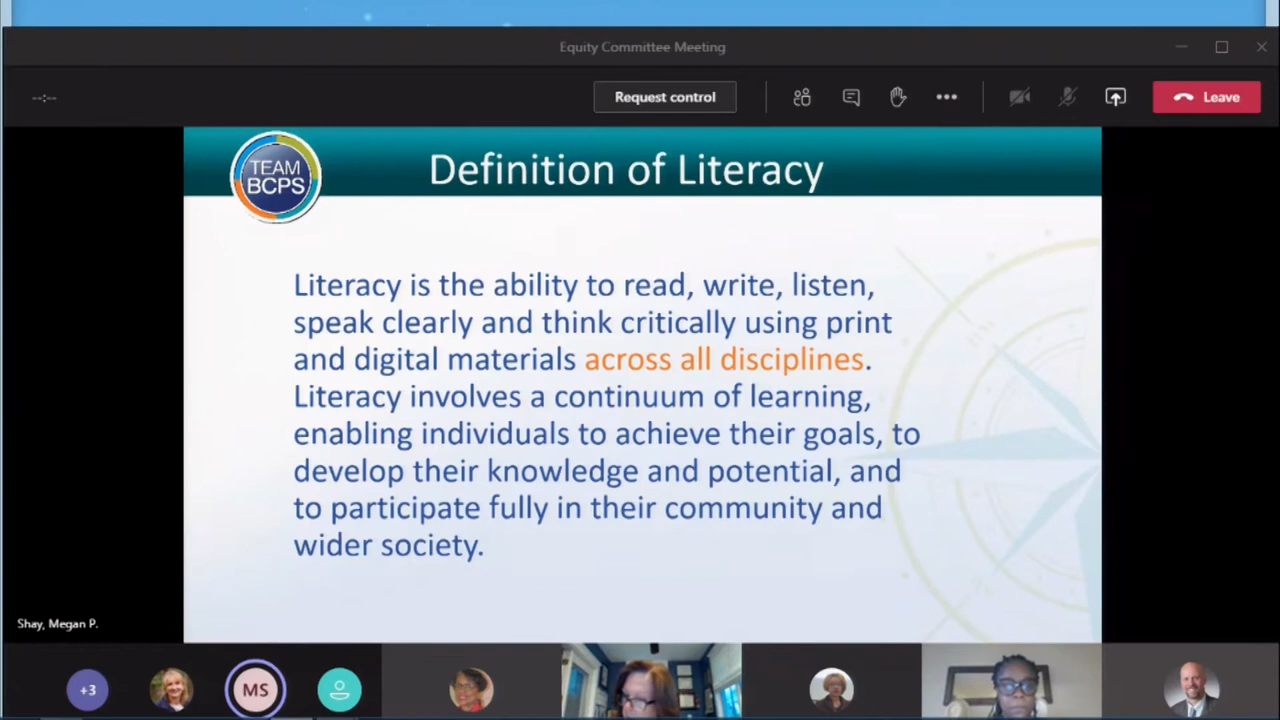 Equity Committee Meeting
--:--
Request control
Leave
TEAM
BCPS
Definition of Literacy
Literacy is the ability to read, write, listen,
speak clearly and think critically using print
and digital materials across all disciplines.
Literacy involves a continuum of learning,
enabling individuals to achieve their goals, to
develop their knowledge and potential, and
to participate fully in their community and
wider society.
Shay, Megan P.
+3
MS